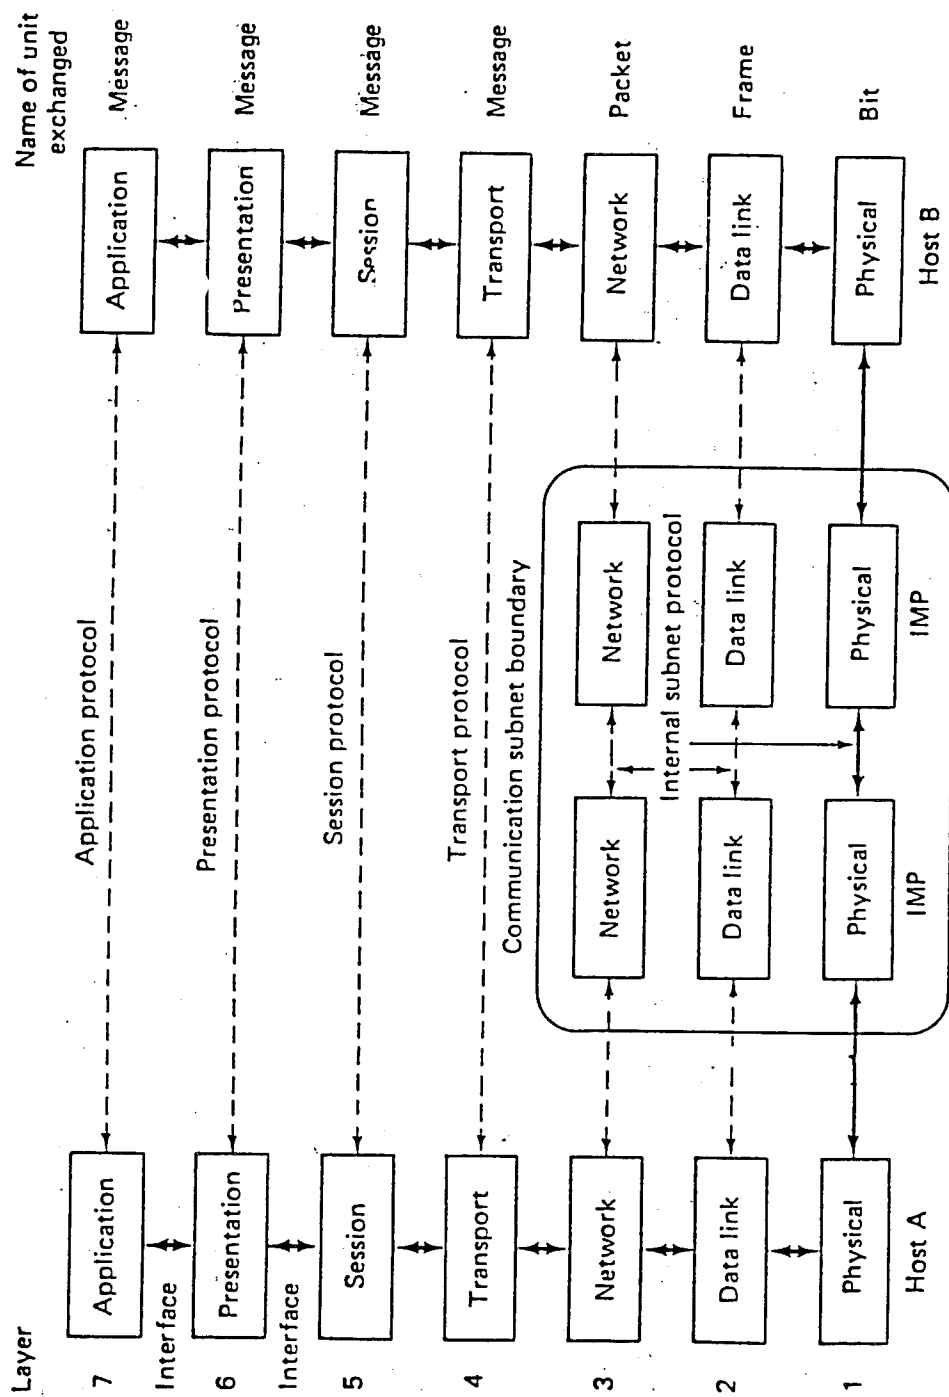 Layer
Name of unit
exchanged
7
Application
Application protocol
Application
Message
Interface
6
Presentation
Presentation protocol
Presentation
Message
Interface
5
Session
Session protocol
Session
Message
4
Transport
Transport protocol
Transport
Message
Communication subnet boundary
3
Network
Network
Network
Network
Packet
Internal subnet protocol
2
Data link
Data link
Data link
Data link
Frame
1
Physical
Physical
Physical
Physical
Bit
Host A
IMP
IMP
Host B